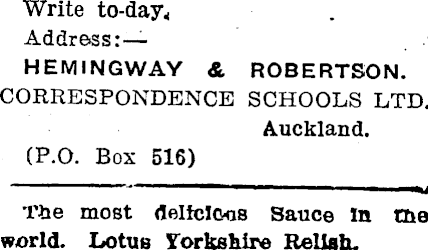 Write to-day.
Address:—
HEMINGWAY & ROBERTSON.
CORRESPONDENCE SCHOOLS LTD.
Auckland.
(P.O. Box 516)
The most delicious Sauce in the
world. Lotus Yorkshire Relish.